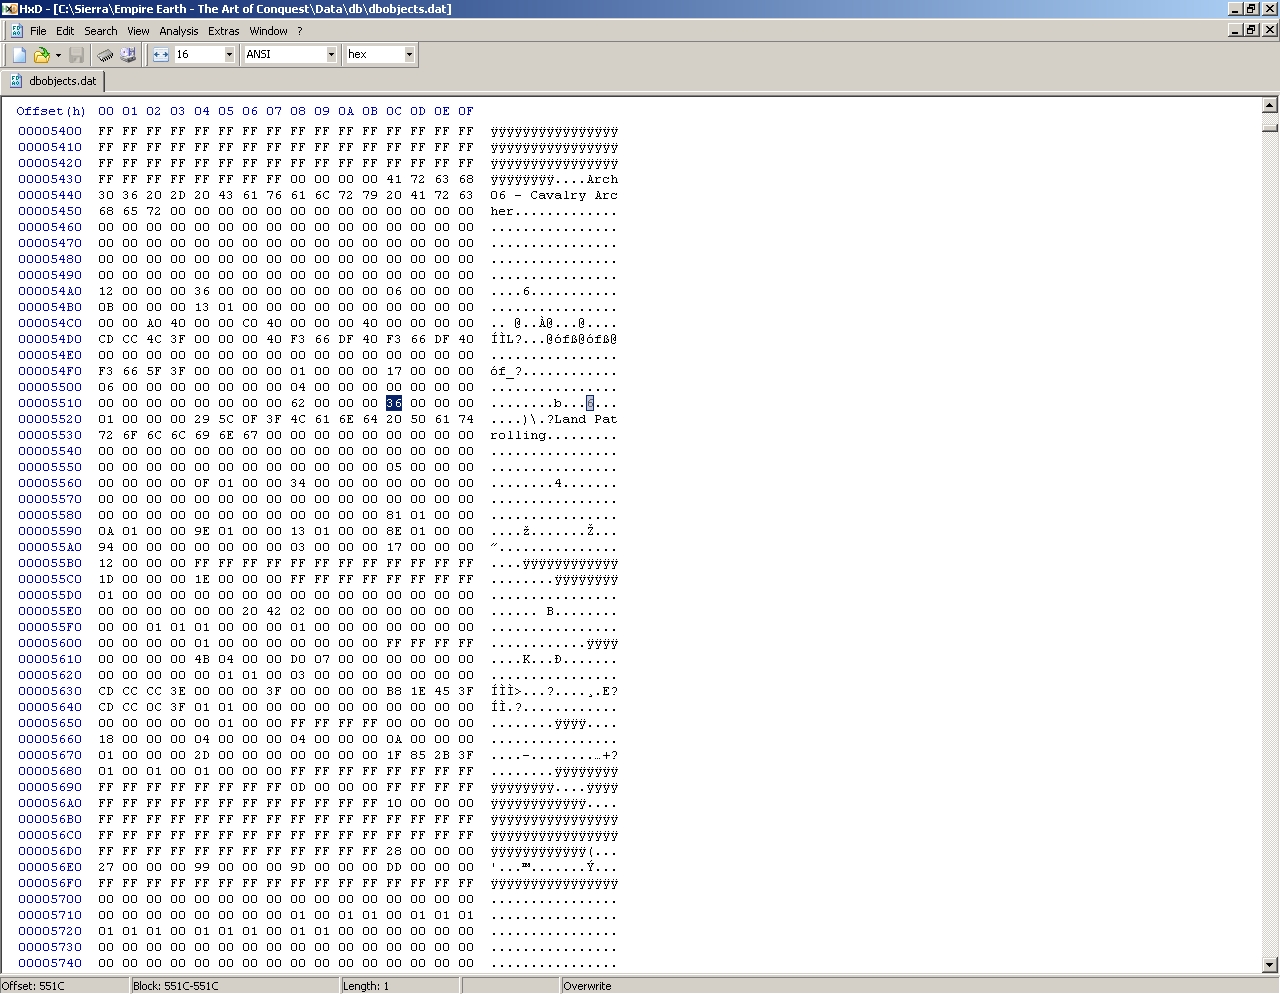 HxD - [C:\Sierra\Empire Earth - The Art of Conquest\Data\db\dbobjects.dat]
File Edit Search View Analysis Extras Window ?
16 ANSI hex
dbobjects.dat
Offset(h) 00 01 02 03 04 05 06 07 08 09 0A 0B 0C 0D 0E 0F
00005400 FF FF FF FF FF FF FF FF FF FF FF FF FF FF FF FF ÿÿÿÿÿÿÿÿÿÿÿÿÿÿÿÿ
00005410 FF FF FF FF FF FF FF FF FF FF FF FF FF FF FF FF ÿÿÿÿÿÿÿÿÿÿÿÿÿÿÿÿ
00005420 FF FF FF FF FF FF FF FF FF FF FF FF FF FF FF FF ÿÿÿÿÿÿÿÿÿÿÿÿÿÿÿÿ
00005430 FF FF FF FF FF FF FF FF 00 00 00 00 41 72 63 68 ÿÿÿÿÿÿÿÿ....Arch
00005440 30 36 20 2D 20 43 61 76 61 6C 72 79 20 41 72 63 06 - Cavalry Arc
00005450 68 65 72 00 00 00 00 00 00 00 00 00 00 00 00 00 her.............
00005460 00 00 00 00 00 00 00 00 00 00 00 00 00 00 00 00 ................
00005470 00 00 00 00 00 00 00 00 00 00 00 00 00 00 00 00 ................
00005480 00 00 00 00 00 00 00 00 00 00 00 00 00 00 00 00 ................
00005490 00 00 00 00 00 00 00 00 00 00 00 00 00 00 00 00 ................
000054A0 12 00 00 00 36 00 00 00 00 00 00 00 06 00 00 00 ....6...........
000054B0 0B 00 00 00 13 01 00 00 00 00 00 00 00 00 00 00 ................
000054C0 00 00 A0 40 00 00 C0 40 00 00 00 40 00 00 00 00 .. @..À@...@....
000054D0 CD CC 4C 3F 00 00 00 40 F3 66 DF 40 F3 66 DF 40 ÍÌL?...@ófß@ófß@
000054E0 00 00 00 00 00 00 00 00 00 00 00 00 00 00 00 00 ................
000054F0 F3 66 5F 3F 00 00 00 00 01 00 00 00 17 00 00 00 óf_?............
00005500 06 00 00 00 00 00 00 00 04 00 00 00 00 00 00 00 ................
00005510 00 00 00 00 00 00 00 00 62 00 00 00 36 00 00 00 ........b...6...
00005520 01 00 00 00 29 5C 0F 3F 4C 61 6E 64 20 50 61 74 ....)\.?Land Pat
00005530 72 6F 6C 6C 69 6E 67 00 00 00 00 00 00 00 00 00 rolling.........
00005540 00 00 00 00 00 00 00 00 00 00 00 00 00 00 00 00 ................
00005550 00 00 00 00 00 00 00 00 00 00 00 00 05 00 00 00 ................
00005560 00 00 00 00 0F 01 00 00 34 00 00 00 00 00 00 00 ........4.......
00005570 00 00 00 00 00 00 00 00 00 00 00 00 00 00 00 00 ................
00005580 00 00 00 00 00 00 00 00 00 00 00 00 81 01 00 00 ................
00005590 0A 01 00 00 9E 01 00 00 13 01 00 00 8E 01 00 00 ....ž.......Ž...
000055A0 94 00 00 00 00 00 00 00 03 00 00 00 17 00 00 00 ”...............
000055B0 12 00 00 00 FF FF FF FF FF FF FF FF FF FF FF FF ....ÿÿÿÿÿÿÿÿÿÿÿÿ
000055C0 1D 00 00 00 1E 00 00 00 FF FF FF FF FF FF FF FF ........ÿÿÿÿÿÿÿÿ
000055D0 01 00 00 00 00 00 00 00 00 00 00 00 00 00 00 00 ................
000055E0 00 00 00 00 00 00 20 42 02 00 00 00 00 00 00 00 ...... B........
000055F0 00 00 01 01 01 00 00 00 01 00 00 00 00 00 00 00 ................
00005600 00 00 00 00 01 00 00 00 00 00 00 00 FF FF FF FF ............ÿÿÿÿ
00005610 00 00 00 00 4B 04 00 00 D0 07 00 00 00 00 00 00 ....K...Ð.......
00005620 00 00 00 00 00 01 01 00 03 00 00 00 00 00 00 00 ................
00005630 CD CC CC 3E 00 00 00 3F 00 00 00 00 B8 1E 45 3F ÍÌÌ>...?....¸.E?
00005640 CD CC 0C 3F 01 01 00 00 00 00 00 00 00 00 00 00 ÍÌ.?............
00005650 00 00 00 00 00 01 00 00 FF FF FF FF 00 00 00 00 ........ÿÿÿÿ....
00005660 18 00 00 00 04 00 00 00 04 00 00 00 0A 00 00 00 ................
00005670 01 00 00 00 2D 00 00 00 00 00 00 00 1F 85 2B 3F ....-........…+?
00005680 01 00 01 00 01 00 00 00 FF FF FF FF FF FF FF FF ........ÿÿÿÿÿÿÿÿ
00005690 FF FF FF FF FF FF FF FF 0D 00 00 00 FF FF FF FF ÿÿÿÿÿÿÿÿ....ÿÿÿÿ
000056A0 FF FF FF FF FF FF FF FF FF FF FF FF 10 00 00 00 ÿÿÿÿÿÿÿÿÿÿÿÿ....
000056B0 FF FF FF FF FF FF FF FF FF FF FF FF FF FF FF FF ÿÿÿÿÿÿÿÿÿÿÿÿÿÿÿÿ
000056C0 FF FF FF FF FF FF FF FF FF FF FF FF FF FF FF FF ÿÿÿÿÿÿÿÿÿÿÿÿÿÿÿÿ
000056D0 FF FF FF FF FF FF FF FF FF FF FF FF 28 00 00 00 ÿÿÿÿÿÿÿÿÿÿÿÿ(...
000056E0 27 00 00 00 99 00 00 00 9D 00 00 00 DD 00 00 00 '...™.......Ý...
000056F0 FF FF FF FF FF FF FF FF FF FF FF FF FF FF FF FF ÿÿÿÿÿÿÿÿÿÿÿÿÿÿÿÿ
00005700 00 00 00 00 00 00 00 00 00 00 00 00 00 00 00 00 ................
00005710 00 00 00 00 00 00 00 00 01 00 01 01 00 01 01 01 ................
00005720 01 01 01 00 01 01 01 00 01 01 00 00 00 00 00 00 ................
00005730 00 00 00 00 00 00 00 00 00 00 00 00 00 00 00 00 ................
00005740 00 00 00 00 00 00 00 00 00 00 00 00 00 00 00 00 ................
Offset: 551C Block: 551C-551C Length: 1 Overwrite